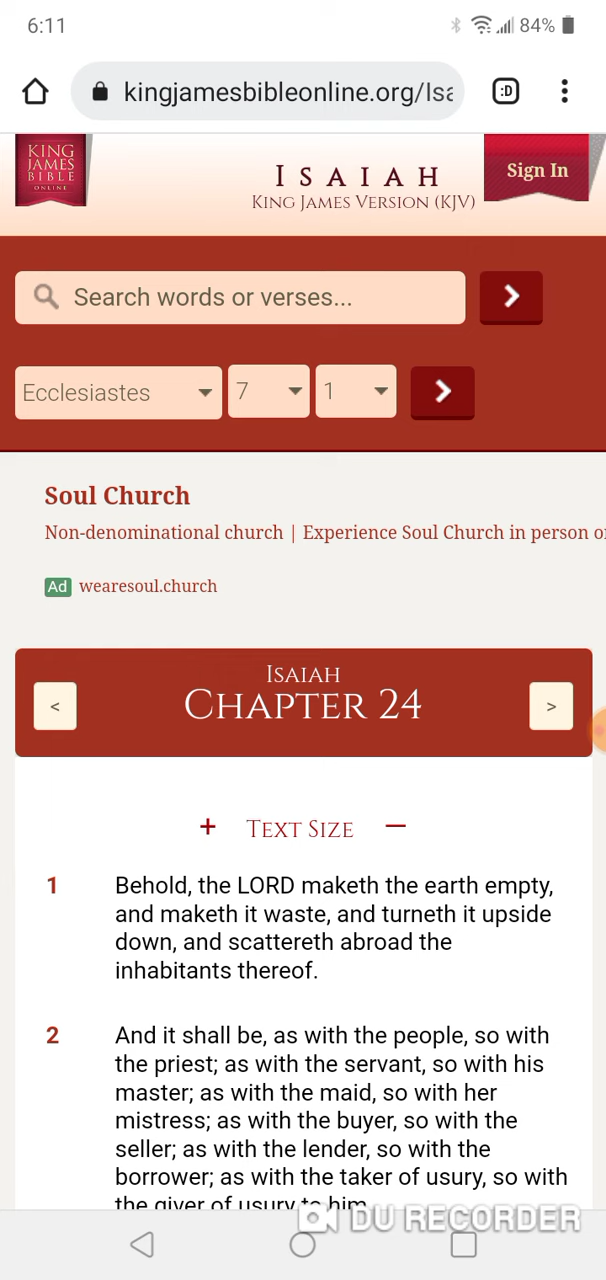 6:11
84%
kingjamesbibleonline.org/Isa
:D
KING
JAMES
BIBLE
ONLINE
ISAIAH
KING JAMES VERSION (KJV)
Sign In
Search words or verses...
Ecclesiastes 7 1
Soul Church
Non-denominational church | Experience Soul Church in person o
Ad wearesoul.church
ISAIAH
< CHAPTER 24 >
+ TEXT SIZE −
1 Behold, the LORD maketh the earth empty,
and maketh it waste, and turneth it upside
down, and scattereth abroad the
inhabitants thereof.
2 And it shall be, as with the people, so with
the priest; as with the servant, so with his
master; as with the maid, so with her
mistress; as with the buyer, so with the
seller; as with the lender, so with the
borrower; as with the taker of usury, so with
the giver of usury to him.
DU RECORDER